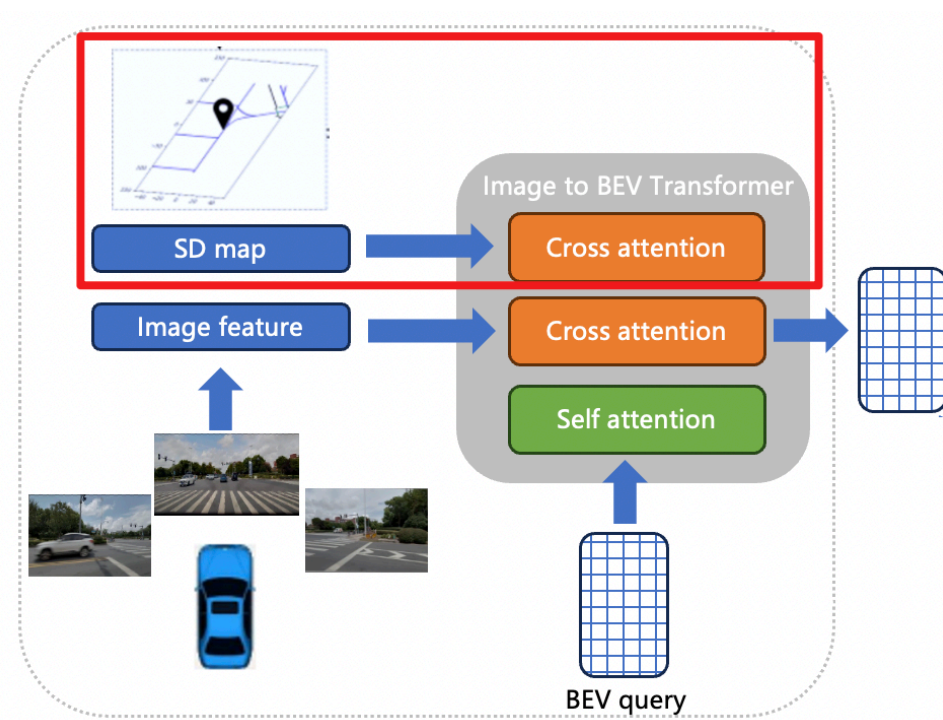 Image to BEV Transformer
SD map
Cross attention
Image feature
Cross attention
Self attention
BEV query